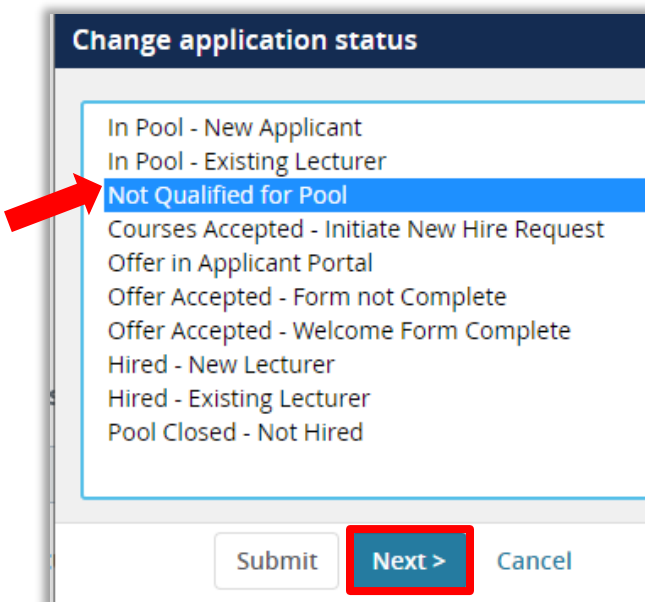 Change application status
In Pool - New Applicant
In Pool - Existing Lecturer
Not Qualified for Pool
Courses Accepted - Initiate New Hire Request
Offer in Applicant Portal
Offer Accepted - Form not Complete
Offer Accepted - Welcome Form Complete
Hired - New Lecturer
Hired - Existing Lecturer
Pool Closed - Not Hired
Submit Next > Cancel